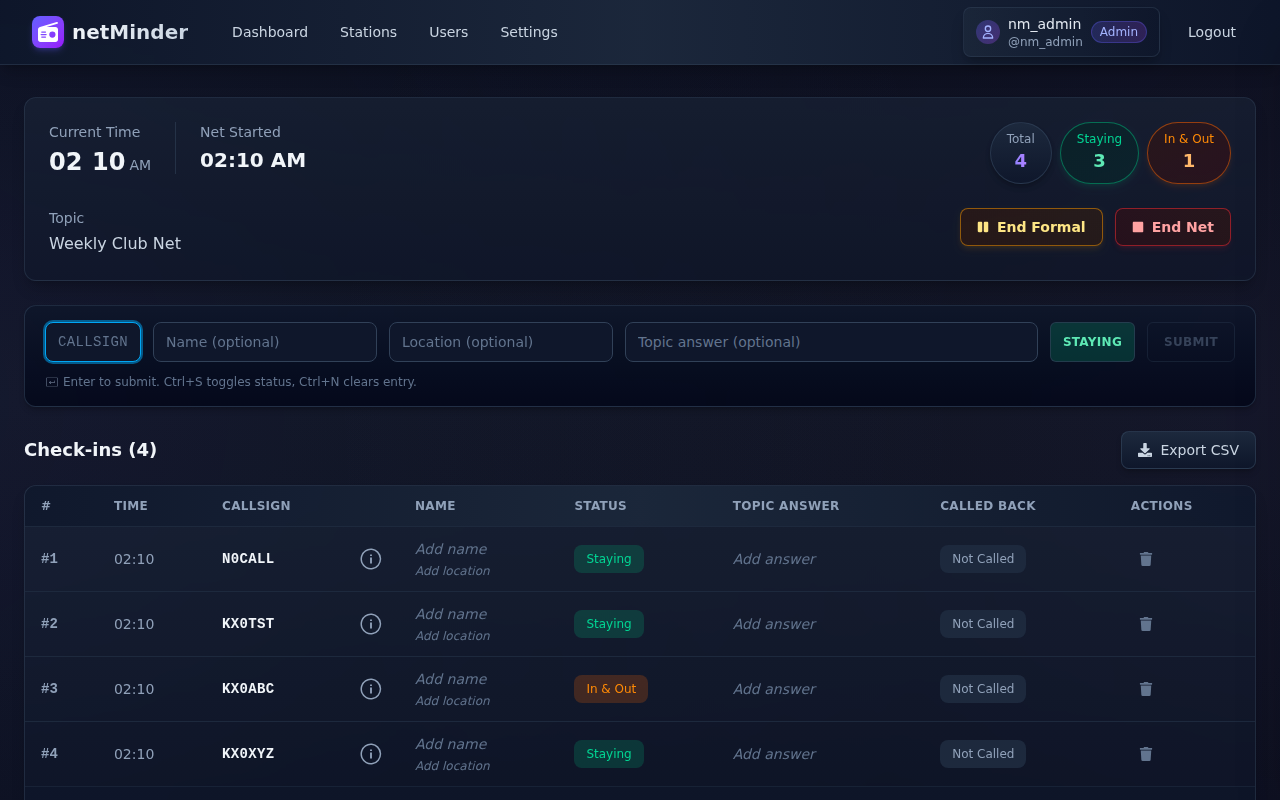 netMinder
Dashboard Stations Users Settings
nm_admin
@nm_admin
Admin
Logout
Current Time
02 10 AM
Net Started
02:10 AM
Total
4
Staying
3
In & Out
1
Topic
Weekly Club Net
End Formal
End Net
CALLSIGN Name (optional) Location (optional) Topic answer (optional) STAYING SUBMIT
Enter to submit. Ctrl+S toggles status, Ctrl+N clears entry.
Check-ins (4)
Export CSV
# TIME CALLSIGN NAME STATUS TOPIC ANSWER CALLED BACK ACTIONS
#1 02:10 N0CALL Add name Staying Add answer Not Called
Add location
#2 02:10 KX0TST Add name Staying Add answer Not Called
Add location
#3 02:10 KX0ABC Add name In & Out Add answer Not Called
Add location
#4 02:10 KX0XYZ Add name Staying Add answer Not Called
Add location